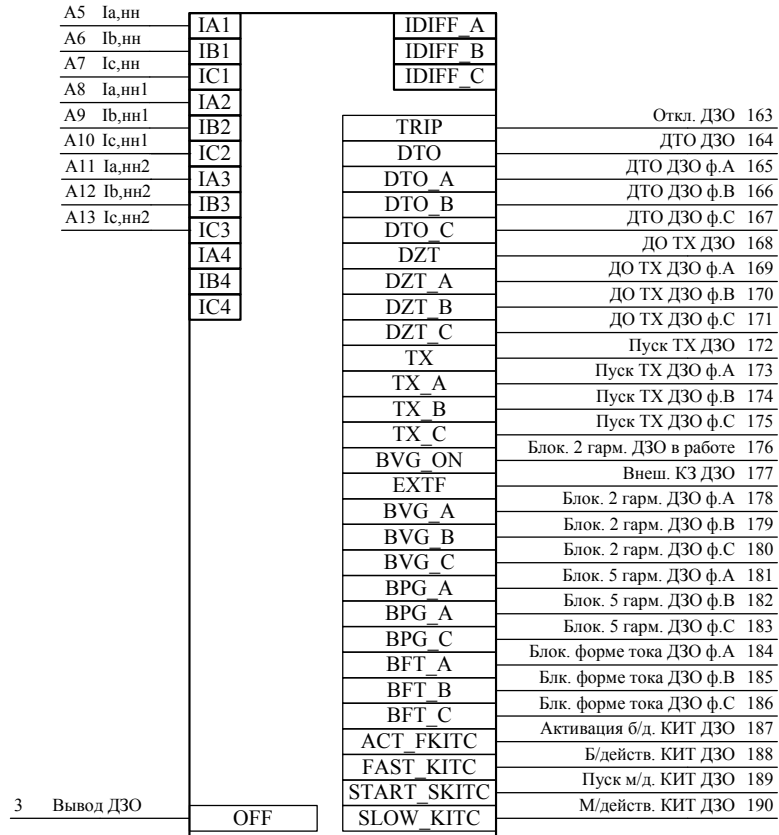 A5 Iа,нн IA1 IDIFF_A
A6 Ib,нн IB1 IDIFF_B
A7 Ic,нн IC1 IDIFF_C
A8 Iа,нн1 IA2
A9 Ib,нн1 IB2 TRIP Откл. ДЗО 163
A10 Ic,нн1 IC2 DTO ДТО ДЗО 164
A11 Iа,нн2 IA3 DTO_A ДТО ДЗО ф.А 165
A12 Ib,нн2 IB3 DTO_B ДТО ДЗО ф.В 166
A13 Ic,нн2 IC3 DTO_C ДТО ДЗО ф.С 167
IA4 DZT ДО ТХ ДЗО 168
IB4 DZT_A ДО ТХ ДЗО ф.А 169
IC4 DZT_B ДО ТХ ДЗО ф.В 170
DZT_C ДО ТХ ДЗО ф.С 171
TX Пуск ТХ ДЗО 172
TX_A Пуск ТХ ДЗО ф.А 173
TX_B Пуск ТХ ДЗО ф.В 174
TX_C Пуск ТХ ДЗО ф.С 175
BVG_ON Блок. 2 гарм. ДЗО в работе 176
EXTF Внеш. КЗ ДЗО 177
BVG_A Блок. 2 гарм. ДЗО ф.А 178
BVG_B Блок. 2 гарм. ДЗО ф.В 179
BVG_C Блок. 2 гарм. ДЗО ф.С 180
BPG_A Блок. 5 гарм. ДЗО ф.А 181
BPG_A Блок. 5 гарм. ДЗО ф.В 182
BPG_C Блок. 5 гарм. ДЗО ф.С 183
BFT_A Блок. форме тока ДЗО ф.А 184
BFT_B Блк. форме тока ДЗО ф.В 185
BFT_C Блк. форме тока ДЗО ф.С 186
ACT_FKITC Активация б/д. КИТ ДЗО 187
FAST_KITC Б/действ. КИТ ДЗО 188
START_SKITC Пуск м/д. КИТ ДЗО 189
3 Вывод ДЗО OFF SLOW_KITC М/действ. КИТ ДЗО 190